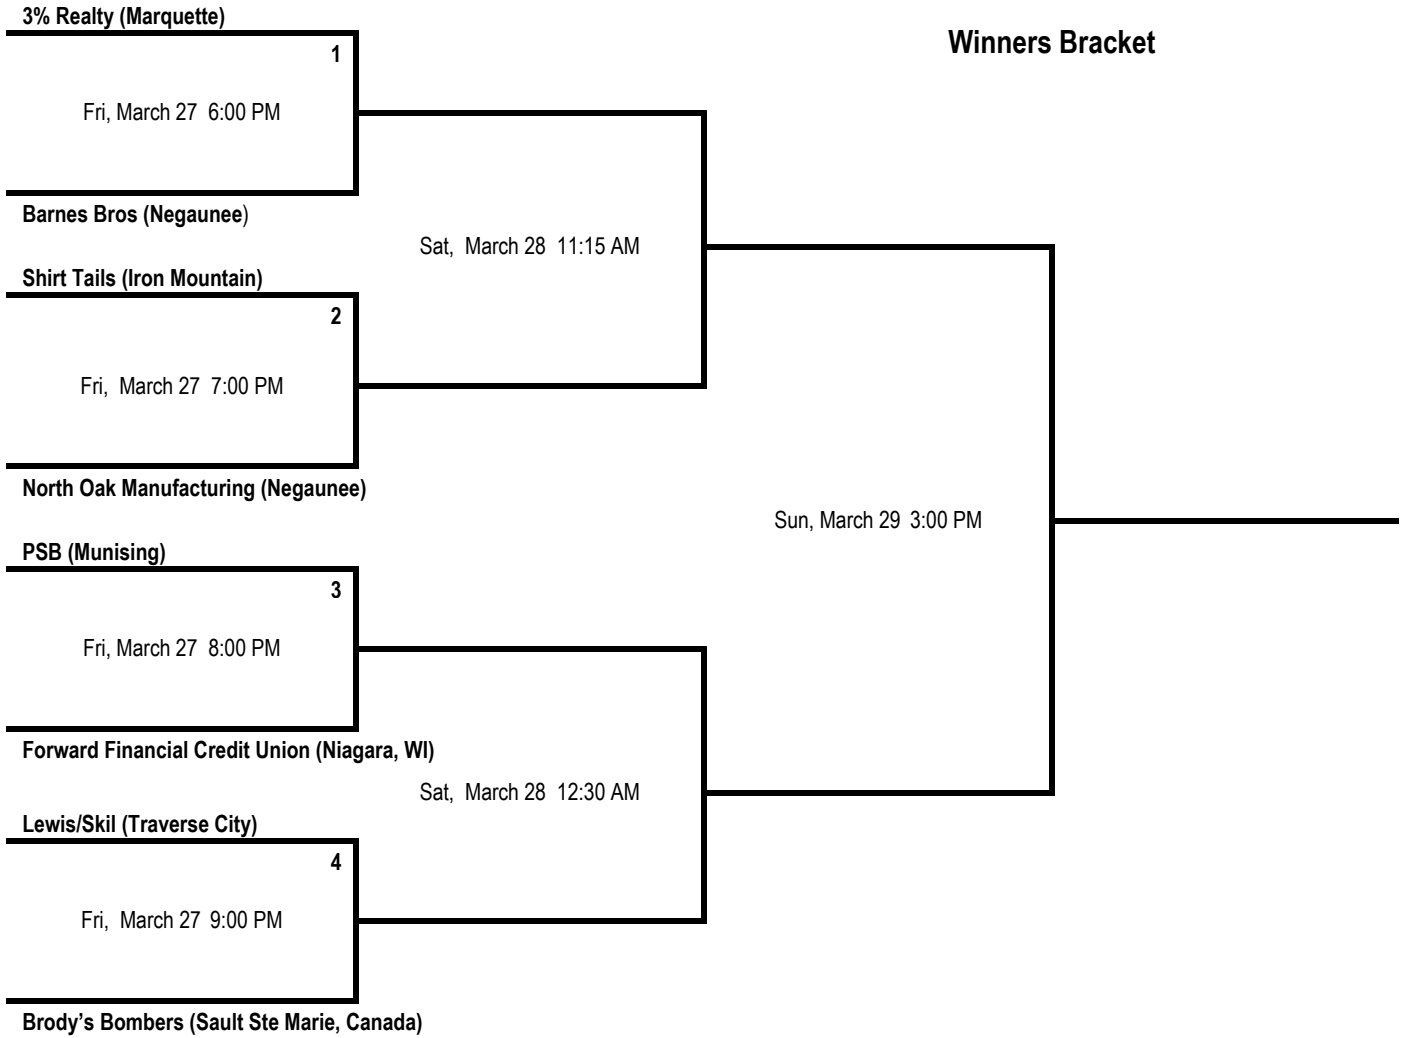 3% Realty (Marquette)
Winners Bracket
1
Fri, March 27 6:00 PM
Barnes Bros (Negaunee)
Sat, March 28 11:15 AM
Shirt Tails (Iron Mountain)
2
Fri, March 27 7:00 PM
North Oak Manufacturing (Negaunee)
Sun, March 29 3:00 PM
PSB (Munising)
3
Fri, March 27 8:00 PM
Forward Financial Credit Union (Niagara, WI)
Sat, March 28 12:30 AM
Lewis/Skil (Traverse City)
4
Fri, March 27 9:00 PM
Brody’s Bombers (Sault Ste Marie, Canada)